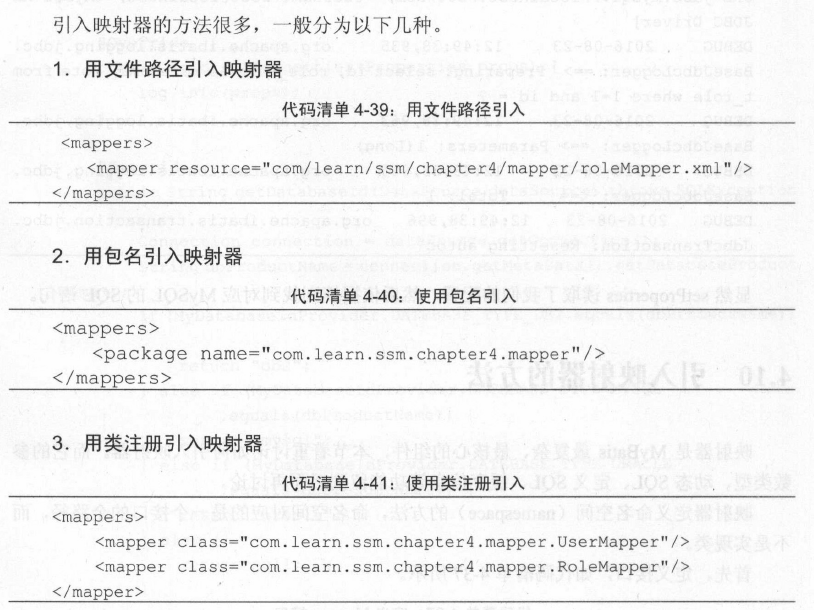 引入映射器的方法很多，一般分为以下几种。
1. 用文件路径引入映射器
代码清单 4-39：用文件路径引入
<mappers>
<mapper resource="com/learn/ssm/chapter4/mapper/roleMapper.xml"/>
</mappers>
2. 用包名引入映射器
代码清单 4-40：使用包名引入
<mappers>
<package name="com.learn.ssm.chapter4.mapper"/>
</mappers>
3. 用类注册引入映射器
代码清单 4-41：使用类注册引入
<mappers>
<mapper class="com.learn.ssm.chapter4.mapper.UserMapper"/>
<mapper class="com.learn.ssm.chapter4.mapper.RoleMapper"/>
</mapper>